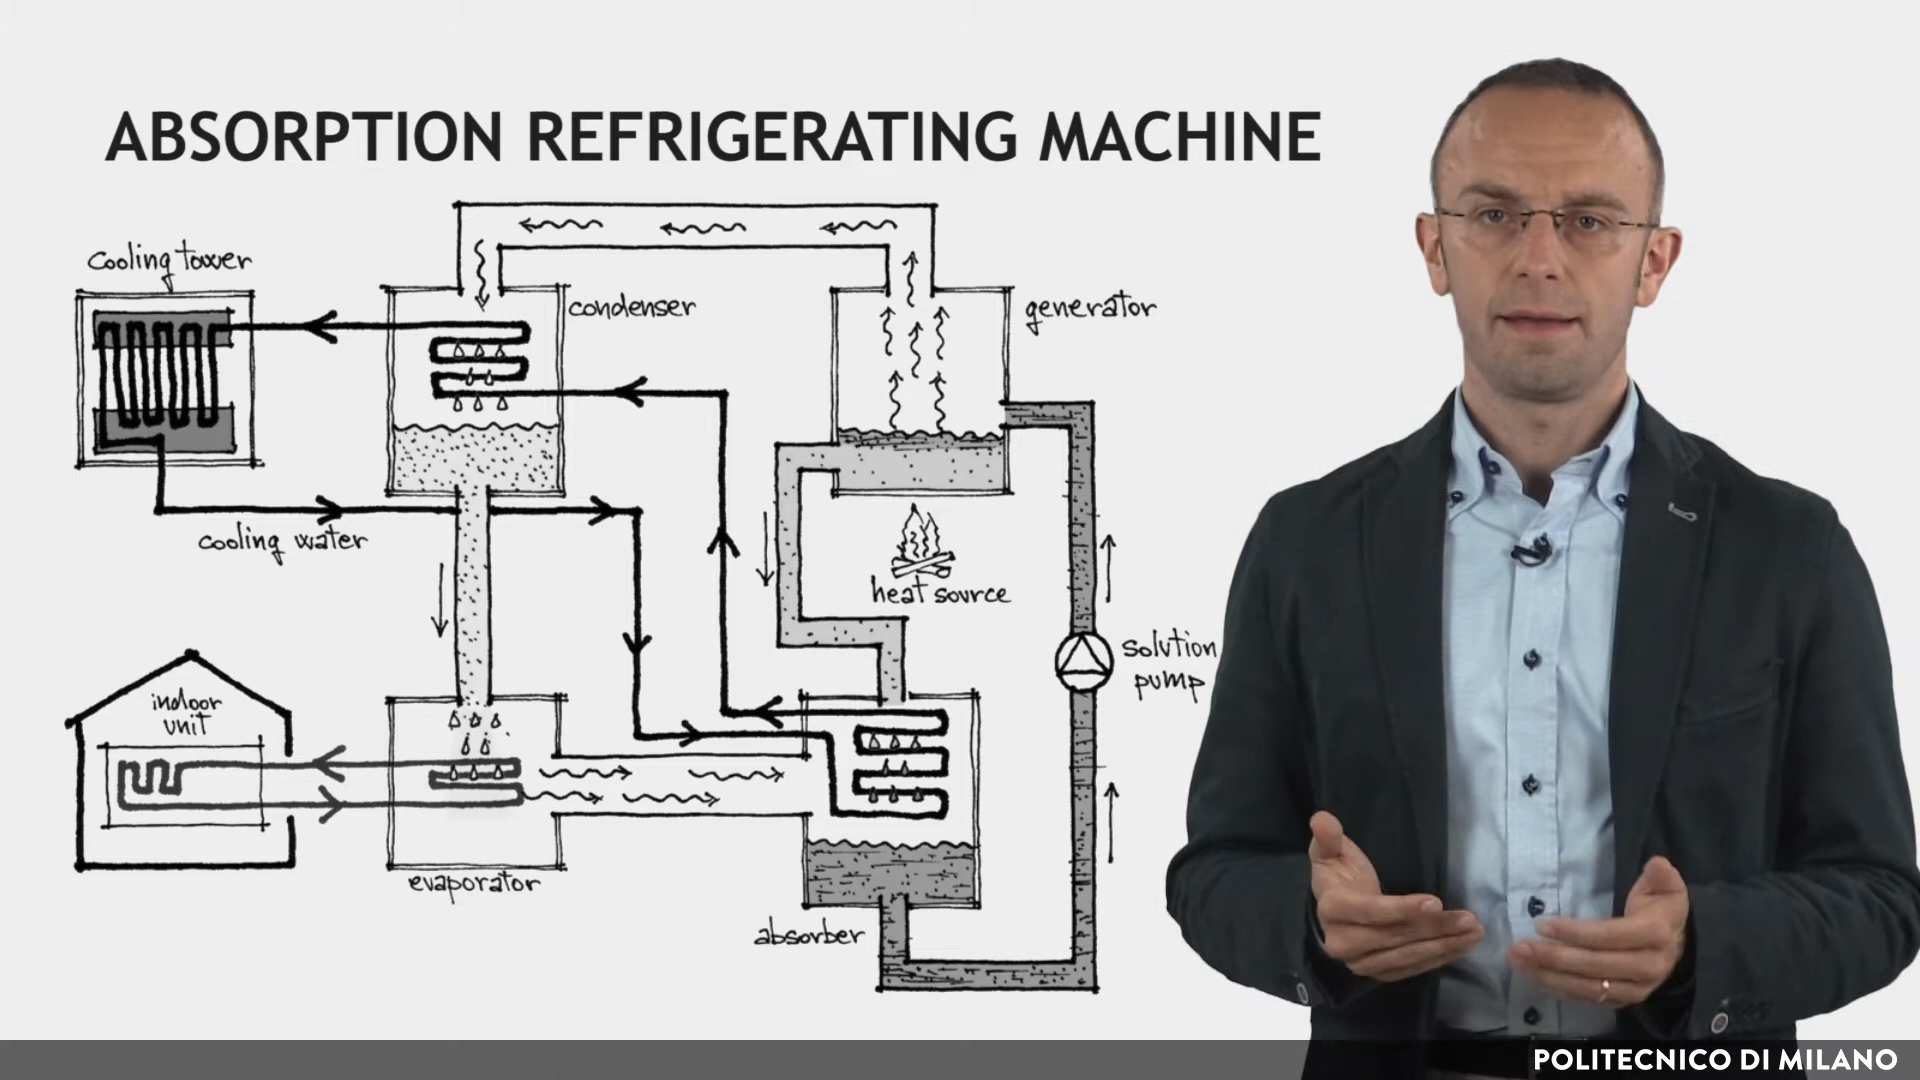 ABSORPTION REFRIGERATING MACHINE
cooling tower
condenser
generator
cooling water
heat source
solution
pump
indoor
unit
evaporator
absorber
POLITECNICO DI MILANO